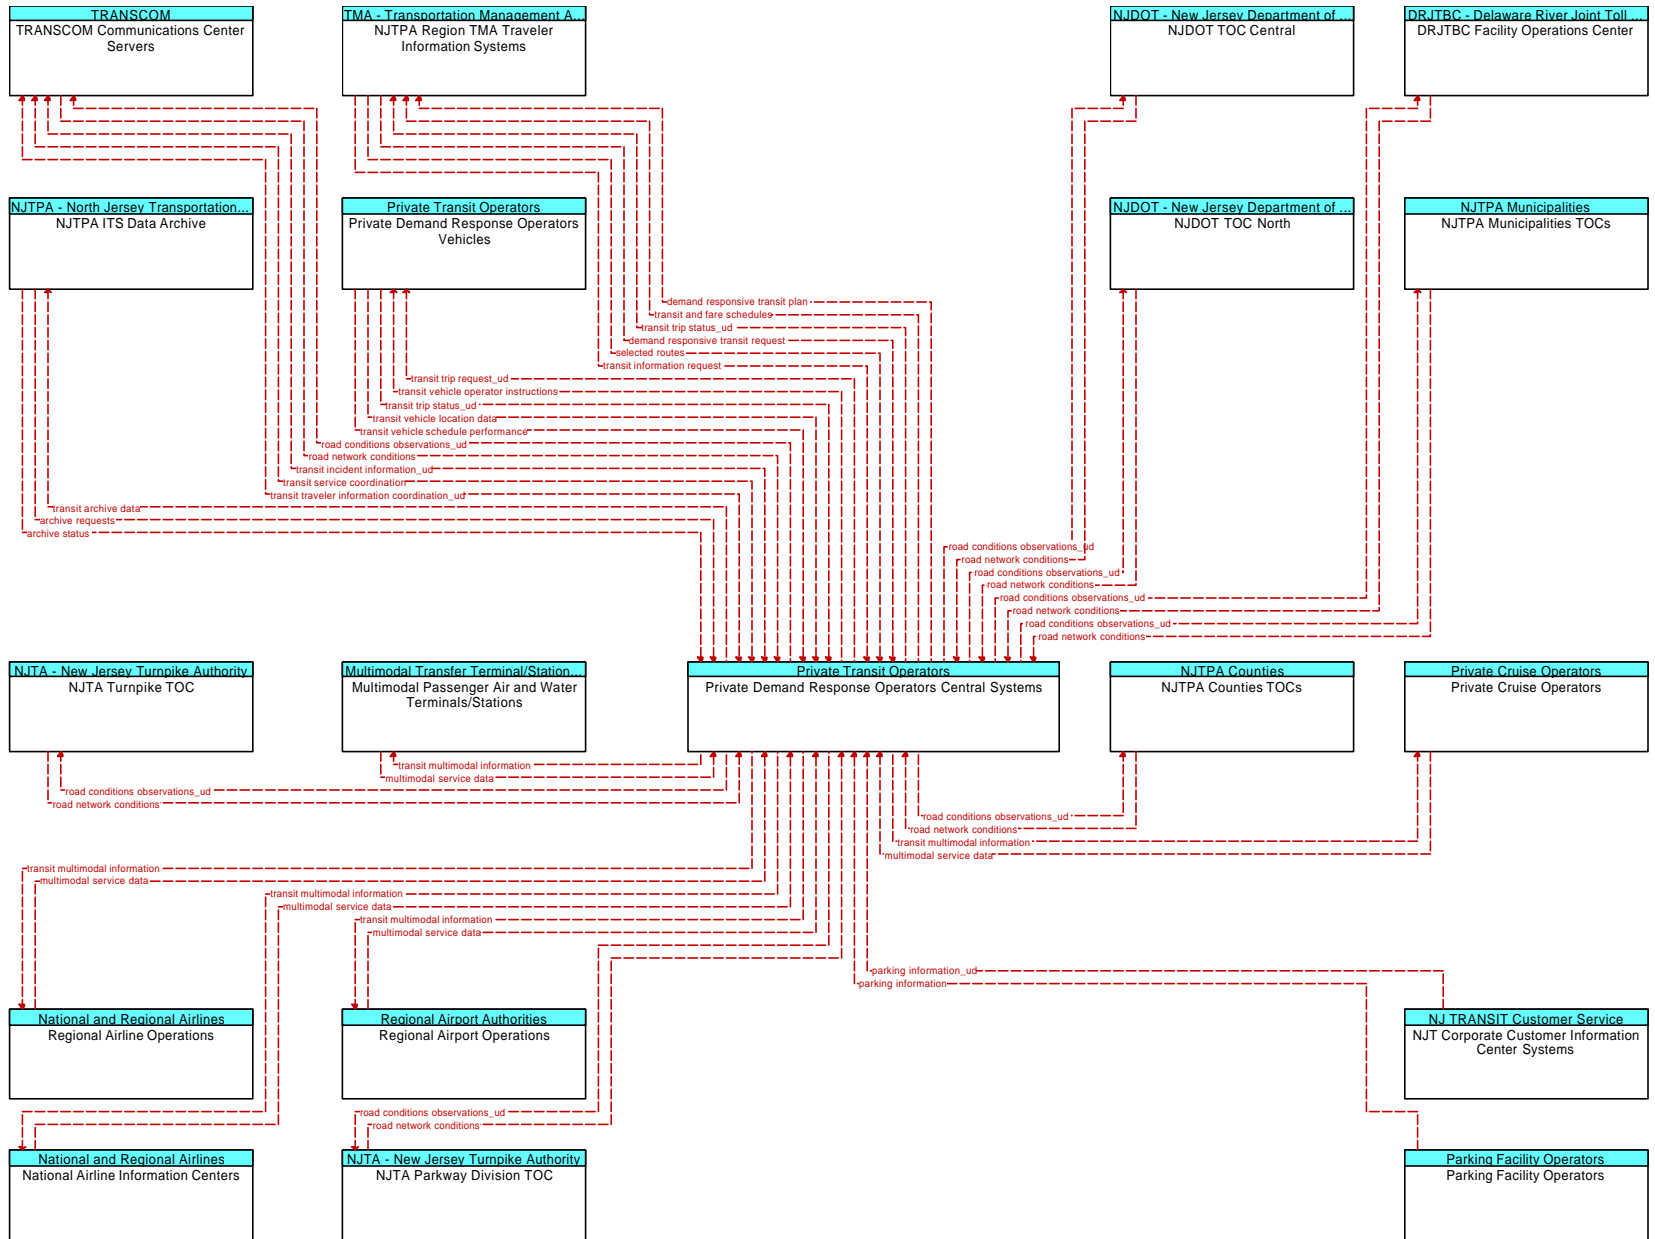 TRANSCOM
TRANSCOM Communications Center
Servers
TMA - Transportation Management A...
NJTPA Region TMA Traveler
Information Systems
NJDOT - New Jersey Department of ...
NJDOT TOC Central
DRJTBC - Delaware River Joint Toll ...
DRJTBC Facility Operations Center
NJTPA - North Jersey Transportation...
NJTPA ITS Data Archive
Private Transit Operators
Private Demand Response Operators
Vehicles
NJDOT - New Jersey Department of ...
NJDOT TOC North
NJTPA Municipalities
NJTPA Municipalities TOCs
demand responsive transit plan
transit and fare schedules
transit trip status_ud
demand responsive transit request
selected routes
transit information request
transit trip request_ud
transit vehicle operator instructions
transit trip status_ud
transit vehicle location data
transit vehicle schedule performance
road conditions observations_ud
road network conditions
transit incident information_ud
transit service coordination
transit traveler information coordination_ud
transit archive data
archive requests
archive status
road conditions observations_ud
road network conditions
road conditions observations_ud
road network conditions
road conditions observations_ud
road network conditions
road conditions observations_ud
road network conditions
NJTA - New Jersey Turnpike Authority
NJTA Turnpike TOC
Multimodal Transfer Terminal/Station...
Multimodal Passenger Air and Water
Terminals/Stations
Private Transit Operators
Private Demand Response Operators Central Systems
NJTPA Counties
NJTPA Counties TOCs
Private Cruise Operators
Private Cruise Operators
transit multimodal information
multimodal service data
road conditions observations_ud
road network conditions
road conditions observations_ud
road network conditions
transit multimodal information
multimodal service data
transit multimodal information
multimodal service data
transit multimodal information
multimodal service data
transit multimodal information
multimodal service data
parking information_ud
parking information
National and Regional Airlines
Regional Airline Operations
Regional Airport Authorities
Regional Airport Operations
NJ TRANSIT Customer Service
NJT Corporate Customer Information
Center Systems
road conditions observations_ud
road network conditions
National and Regional Airlines
National Airline Information Centers
NJTA - New Jersey Turnpike Authority
NJTA Parkway Division TOC
Parking Facility Operators
Parking Facility Operators